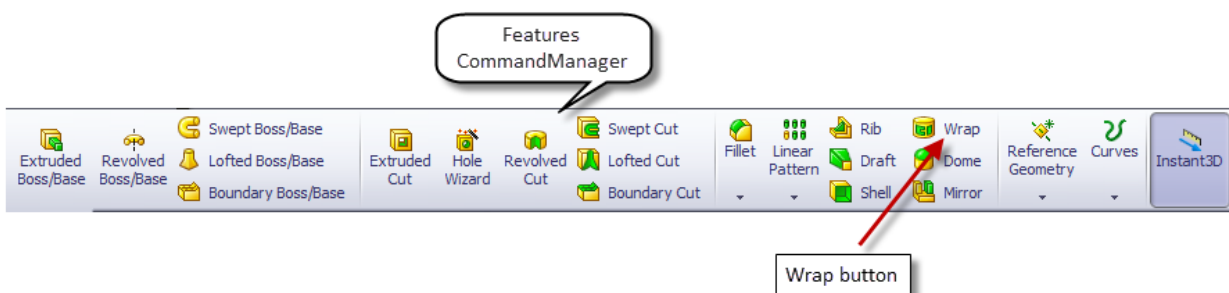 Features
CommandManager
Extruded
Boss/Base
Revolved
Boss/Base
Swept Boss/Base
Lofted Boss/Base
Boundary Boss/Base
Extruded
Cut
Hole
Wizard
Revolved
Cut
Swept Cut
Lofted Cut
Boundary Cut
Fillet
Linear
Pattern
Rib
Draft
Shell
Wrap
Dome
Mirror
Reference
Geometry
Curves
Instant3D
Wrap button